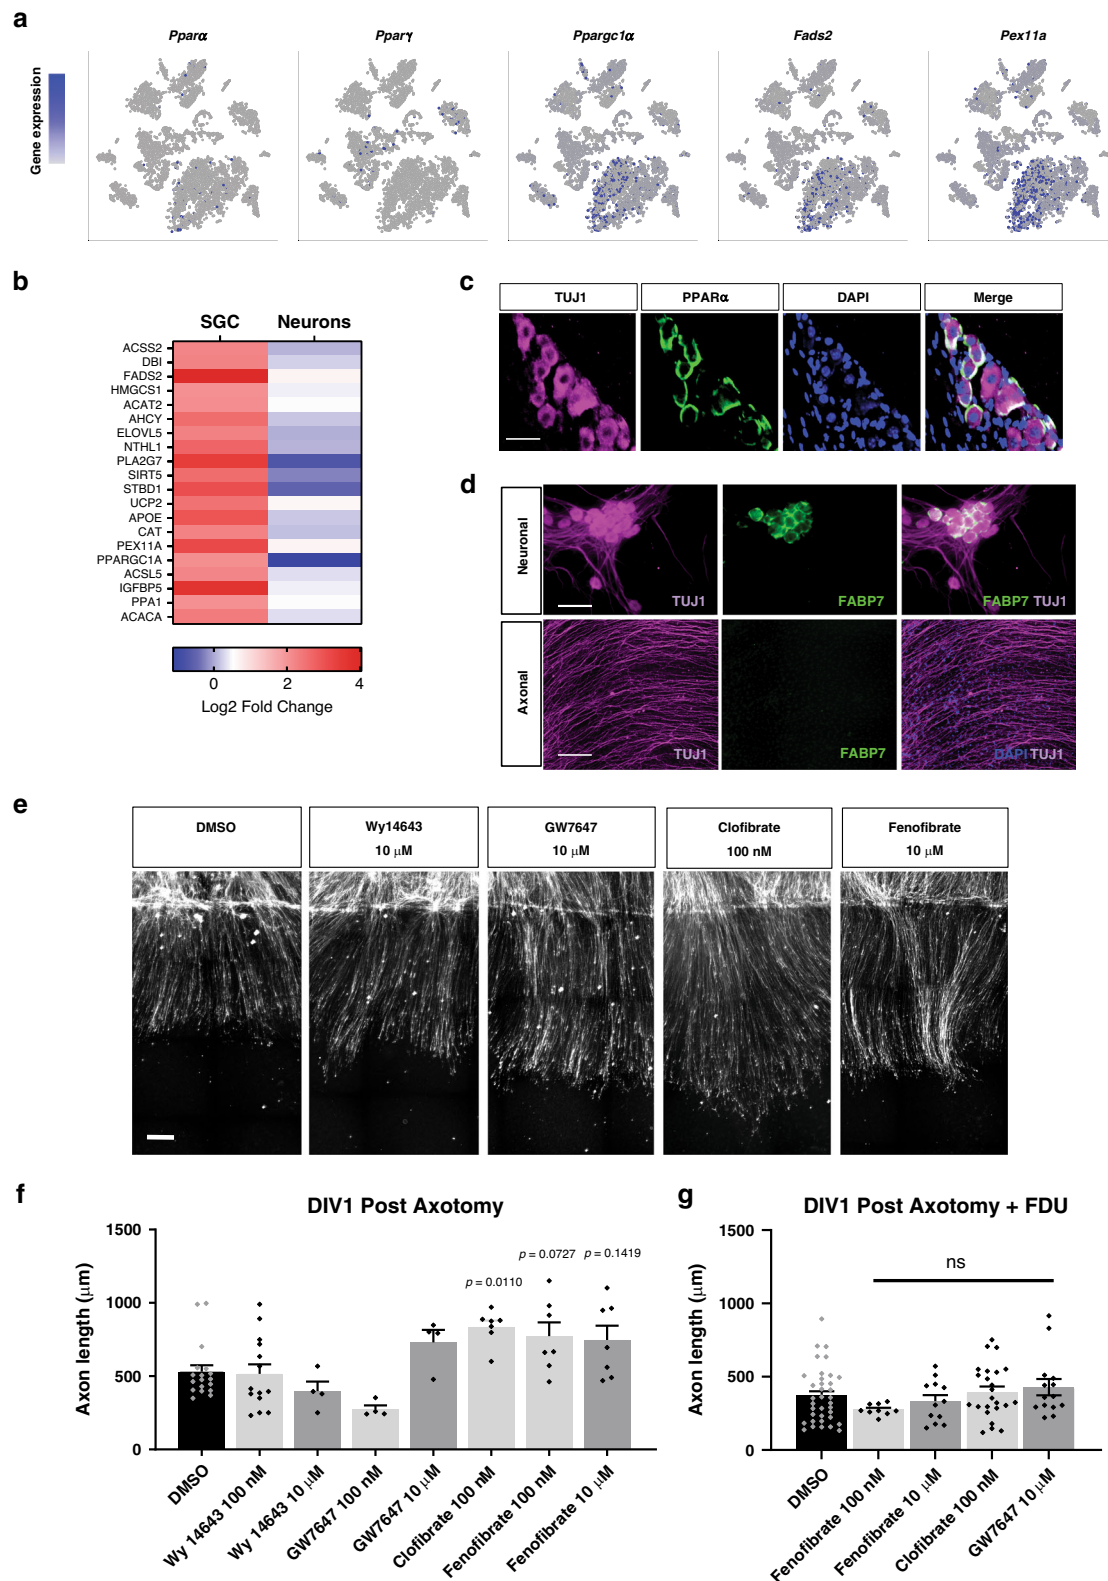 a
Pparα
Pparγ
Ppargc1α
Fads2
Pex11a
Gene expression
b
SGC
Neurons
ACSS2
DBI
FADS2
HMGCS1
ACAT2
AHCY
ELOVL5
NTHL1
PLA2G7
SIRT5
STBD1
UCP2
APOE
CAT
PEX11A
PPARGC1A
ACSL5
IGFBP5
PPA1
ACACA
0
2
4
Log2 Fold Change
c
TUJ1
PPARα
DAPI
Merge
d
Neuronal
TUJ1
FABP7
FABP7 TUJ1
Axonal
TUJ1
FABP7
DAPI TUJ1
e
DMSO
Wy14643
10 μM
GW7647
10 μM
Clofibrate
100 nM
Fenofibrate
10 μM
f
DIV1 Post Axotomy
Axon length (μm)
1500
1000
500
0
p = 0.0110
p = 0.0727
p = 0.1419
DMSO
Wy 14643 100 nM
Wy 14643 10 μM
GW7647 100 nM
GW7647 10 μM
Clofibrate 100 nM
Fenofibrate 100 nM
Fenofibrate 10 μM
g
DIV1 Post Axotomy + FDU
Axon length (μm)
1500
1000
500
0
ns
DMSO
Fenofibrate 100 nM
Fenofibrate 10 μM
Clofibrate 100 nM
GW7647 10 μM